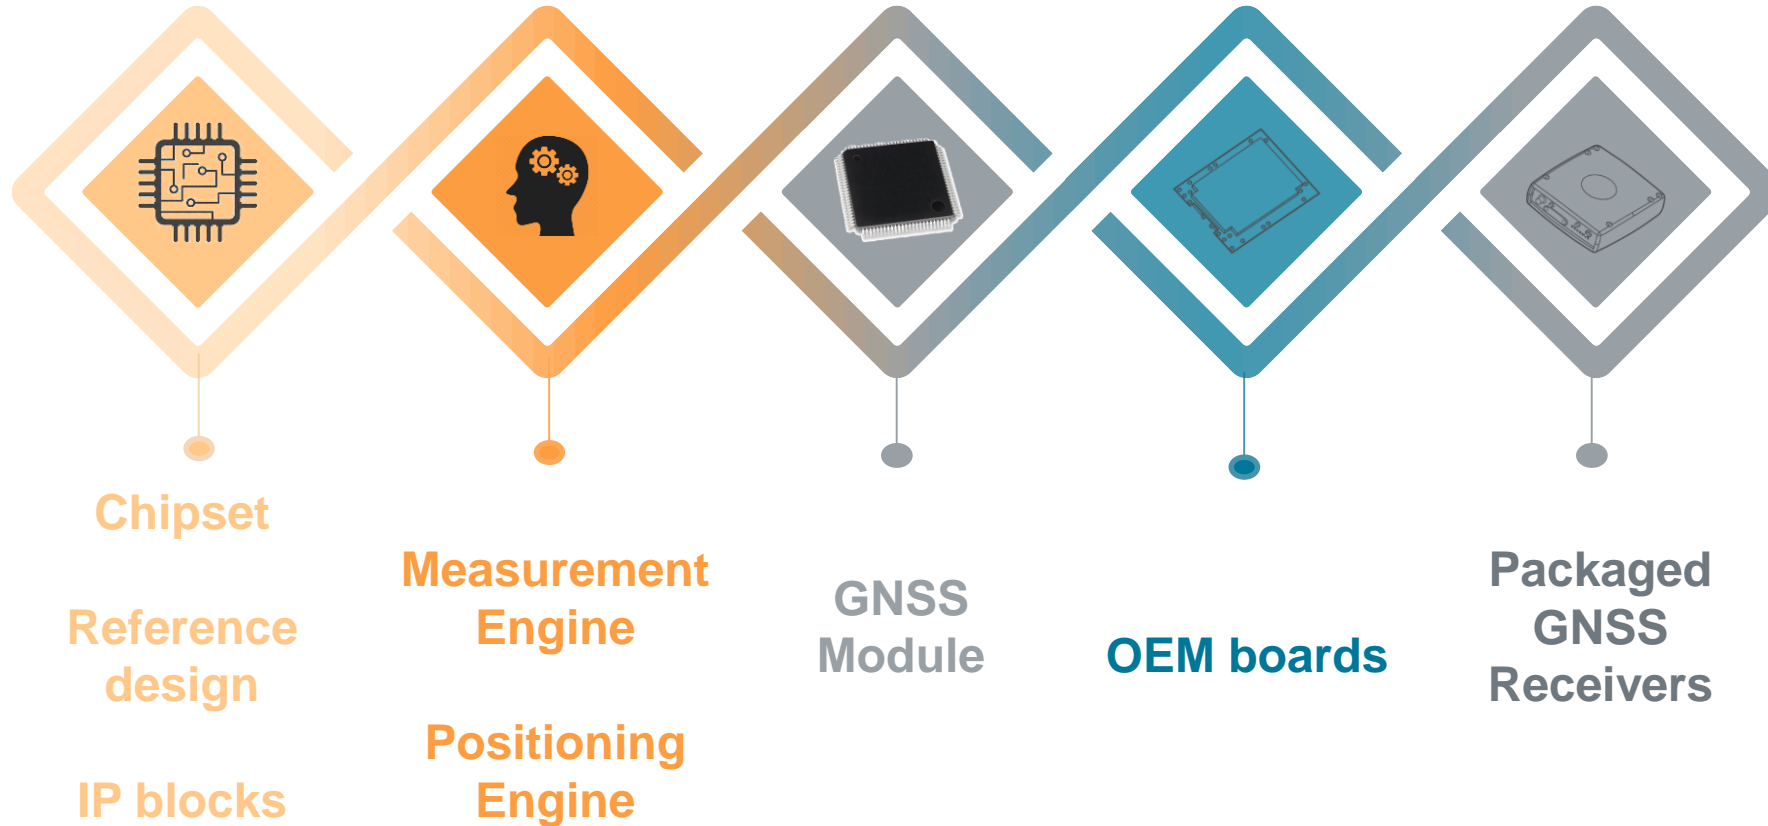 Chipset
Reference
design
IP blocks
Measurement
Engine
Positioning
Engine
GNSS
Module
OEM boards
Packaged
GNSS
Receivers